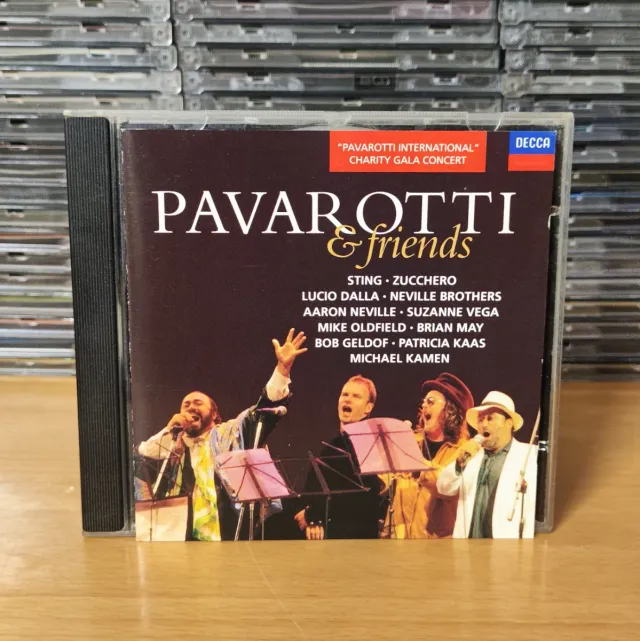 "PAVAROTTI INTERNATIONAL"
CHARITY GALA CONCERT
DECCA
PAVAROTTI
& friends
STING · ZUCCHERO
LUCIO DALLA · NEVILLE BROTHERS
AARON NEVILLE · SUZANNE VEGA
MIKE OLDFIELD · BRIAN MAY
BOB GELDOF · PATRICIA KAAS
MICHAEL KAMEN